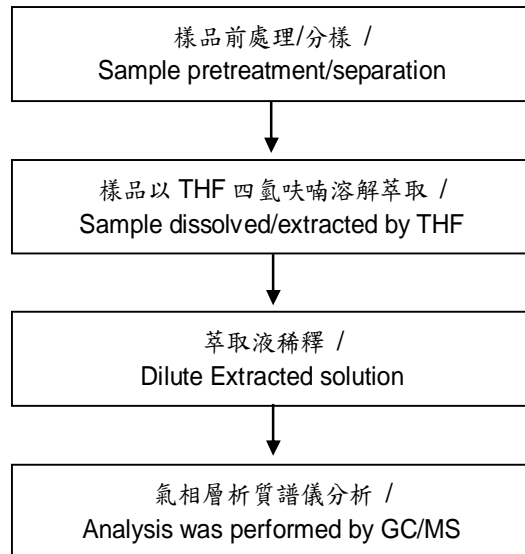 樣品前處理/分樣 /
Sample pretreatment/separation
樣品以 THF 四氫呋喃溶解萃取 /
Sample dissolved/extracted by THF
萃取液稀釋 /
Dilute Extracted solution
氣相層析質譜儀分析 /
Analysis was performed by GC/MS